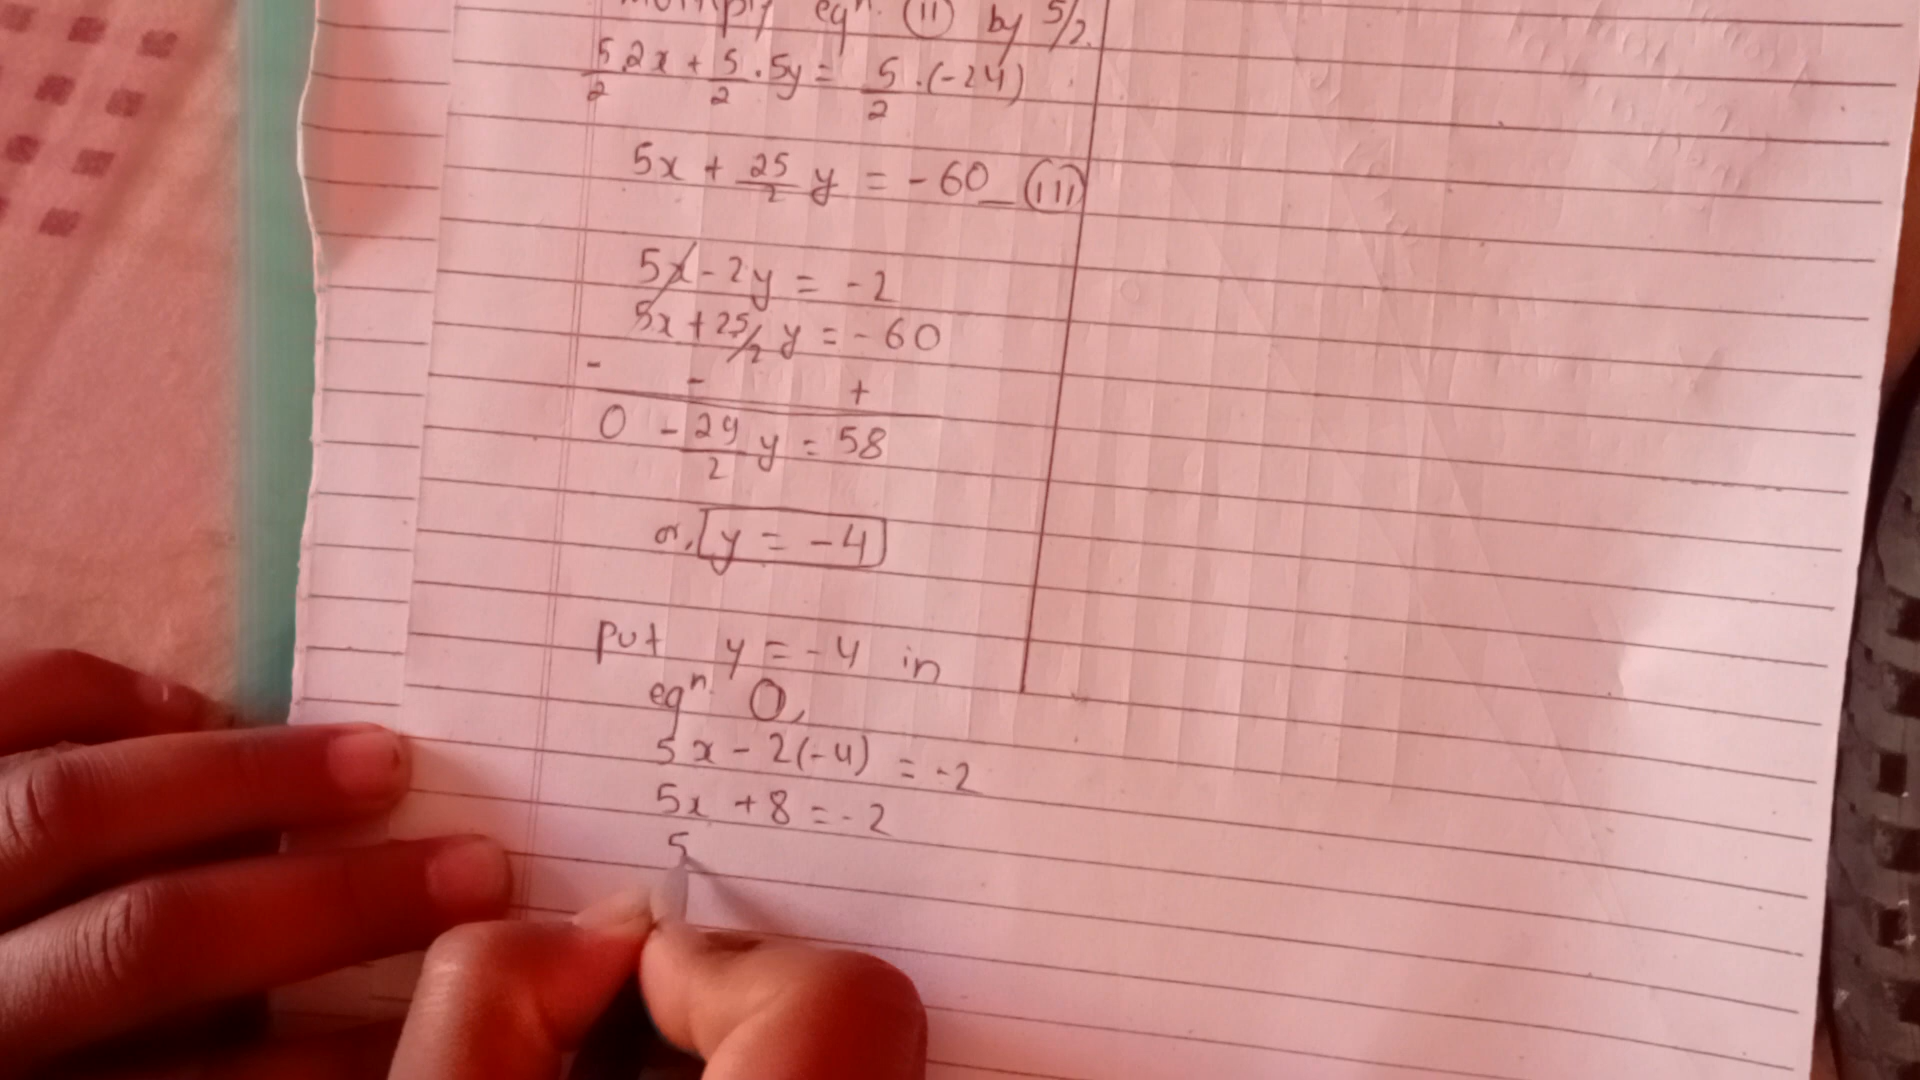 Multiply eqn. (II) by 5/2.
5/2 2x + 5/2 . 5y = 5/2 . (-24)
5x + 25/2 y = -60 _ (III)
5x - 2y = -2
5x + 25/2 y = -60
- - +
0 - 29/2 y = 58
or, y = -4
put y = -4 in
eqn. (),
5x - 2(-4) = -2
5x + 8 = -2
5